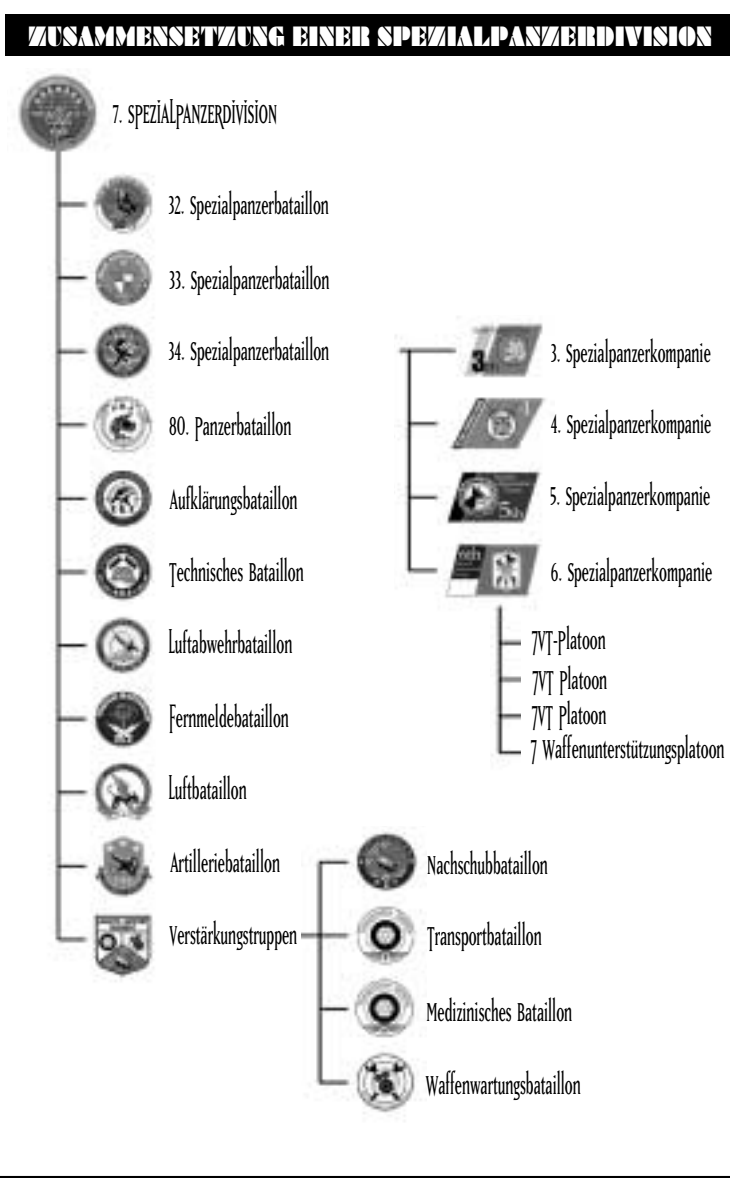 ZUSAMMENSETZUNG EINER SPEZIALPANZERDIVISION
7. SPEZIALPANZERDIVISION
32. Spezialpanzerbataillon
33. Spezialpanzerbataillon
34. Spezialpanzerbataillon
80. Panzerbataillon
Aufklärungsbataillon
Technisches Bataillon
Luftabwehrbataillon
Fernmeldebataillon
Luftbataillon
Artilleriebataillon
Verstärkungstruppen
3. Spezialpanzerkompanie
4. Spezialpanzerkompanie
5. Spezialpanzerkompanie
6. Spezialpanzerkompanie
7VT-Platoon
7VT Platoon
7VT Platoon
7 Waffenunterstützungsplatoon
Nachschubbataillon
Transportbataillon
Medizinisches Bataillon
Waffenwartungsbataillon